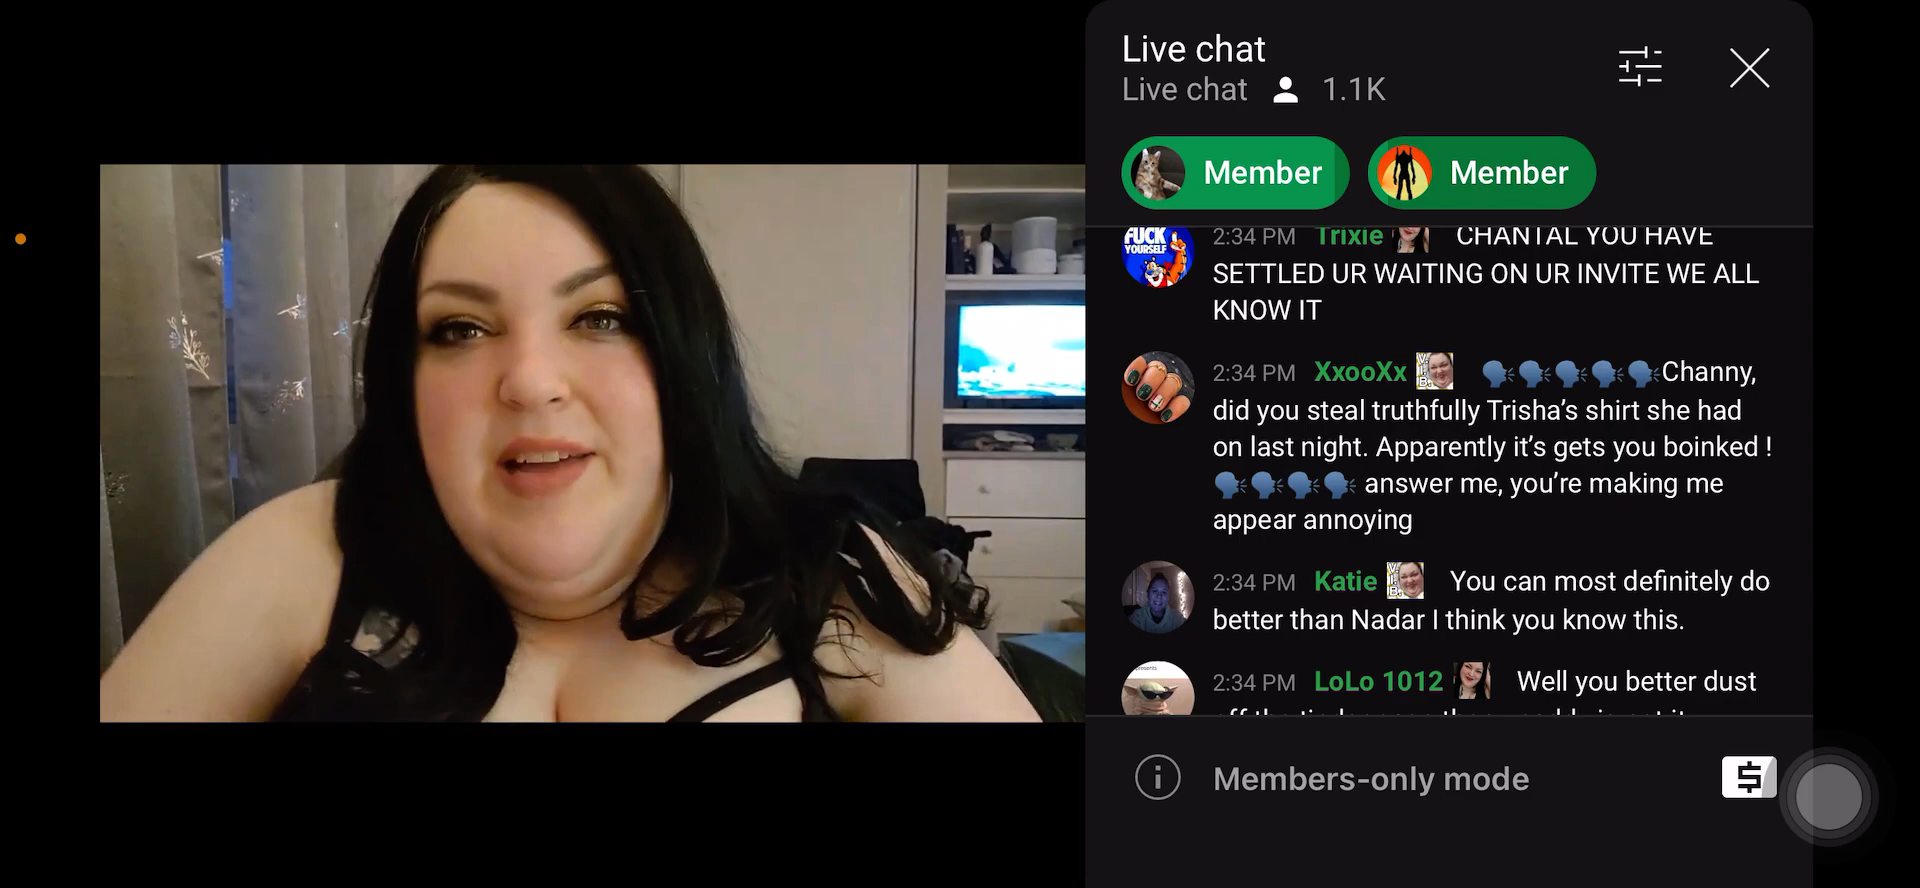 Live chat
Live chat 1.1K
Member Member
FUCK
YOURSELF
2:34 PM Trixie CHANTAL YOU HAVE
SETTLED UR WAITING ON UR INVITE WE ALL
KNOW IT
2:34 PM XxooXx 🗣🗣🗣🗣🗣Channy,
did you steal truthfully Trisha’s shirt she had
on last night. Apparently it’s gets you boinked !
🗣🗣🗣🗣 answer me, you’re making me
appear annoying
2:34 PM Katie You can most definitely do
better than Nadar I think you know this.
2:34 PM LoLo 1012 Well you better dust
Members-only mode